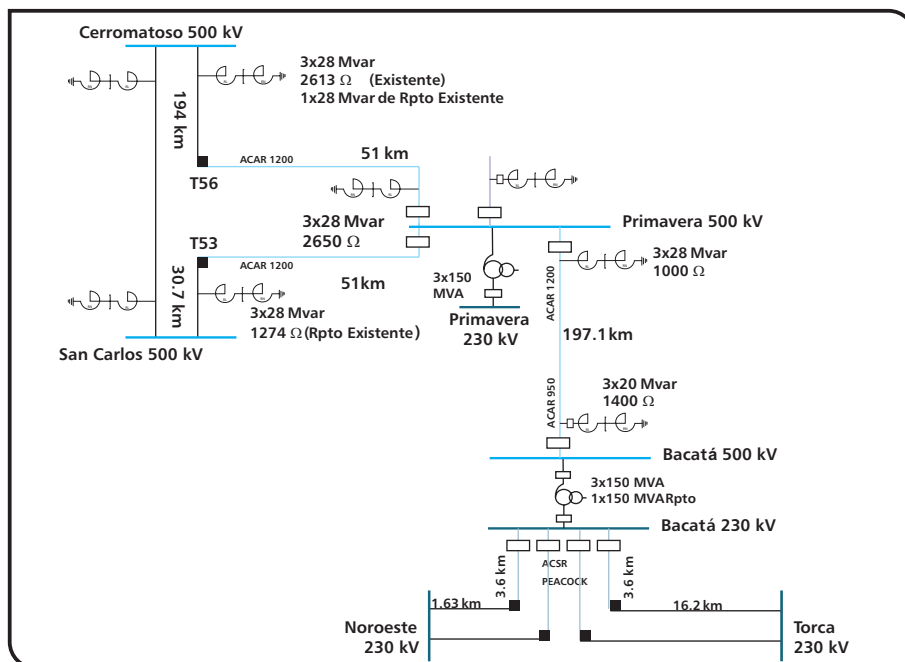 Cerromatoso 500 kV
3x28 Mvar
2613 Ω (Existente)
1x28 Mvar de Rpto Existente
194 km
ACAR 1200
51 km
T56
3x28 Mvar
2650 Ω
Primavera 500 kV
T53
ACAR 1200
51km
30.7 km
3x28 Mvar
1274 Ω (Rpto Existente)
San Carlos 500 kV
3x150
MVA
Primavera
230 kV
3x28 Mvar
1000 Ω
ACAR 1200
197.1 km
ACAR 950
3x20 Mvar
1400 Ω
Bacatá 500 kV
3x150 MVA
1x150 MVARpto
Bacatá 230 kV
3.6 km
ACSR
PEACOCK
3.6 km
1.63 km
16.2 km
Noroeste
230 kV
Torca
230 kV